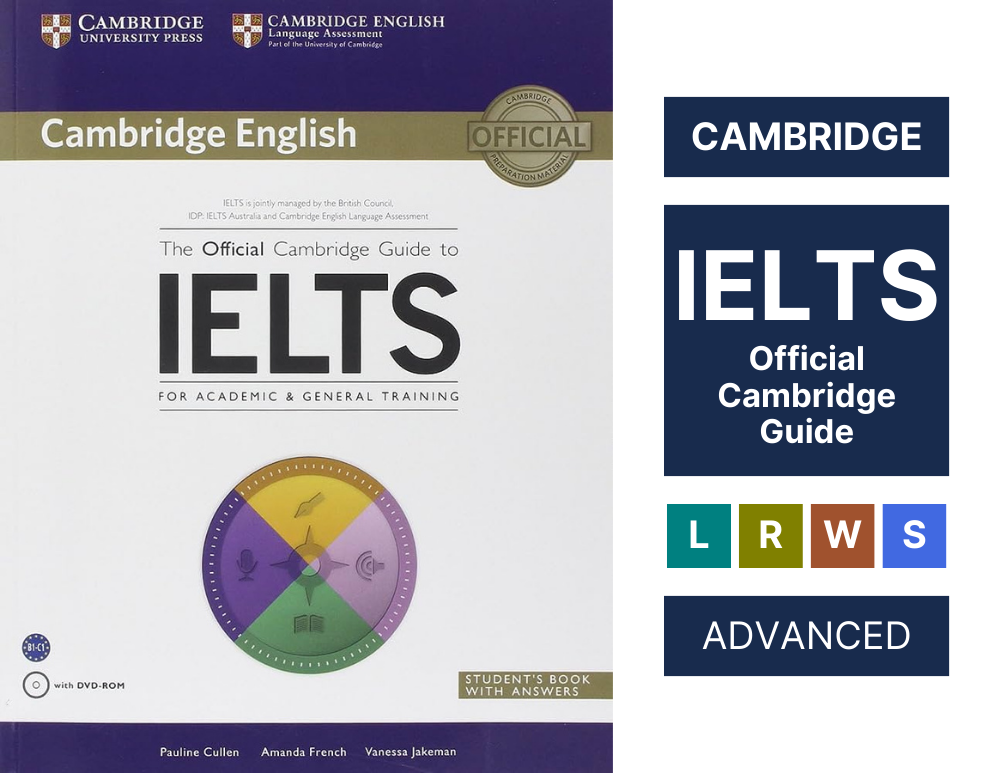 CAMBRIDGE
UNIVERSITY PRESS
CAMBRIDGE ENGLISH
Language Assessment
Part of the University of Cambridge
Cambridge English
CAMBRIDGE
OFFICIAL
PREPARATION MATERIAL
IELTS is jointly managed by the British Council,
IDP: IELTS Australia and Cambridge English Language Assessment
The Official Cambridge Guide to
IELTS
FOR ACADEMIC & GENERAL TRAINING
B1-C1
with DVD-ROM
STUDENT'S BOOK
WITH ANSWERS
Pauline Cullen Amanda French Vanessa Jakeman
CAMBRIDGE
IELTS
Official
Cambridge
Guide
L R W S
ADVANCED